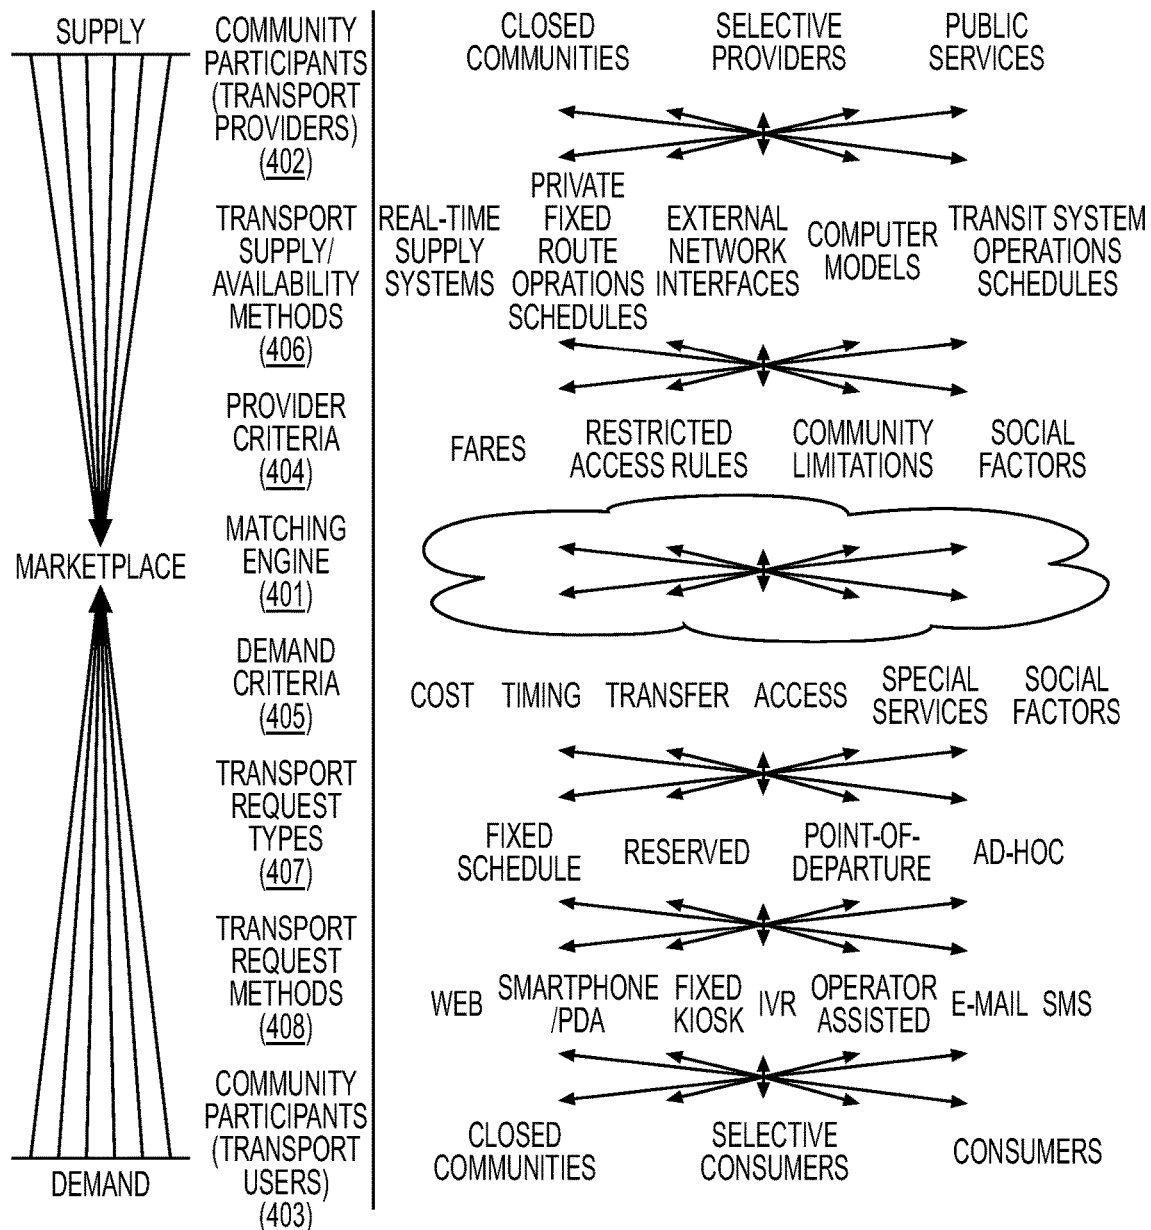 SUPPLY
COMMUNITY
PARTICIPANTS
(TRANSPORT
PROVIDERS)
(402)
CLOSED
COMMUNITIES
SELECTIVE
PROVIDERS
PUBLIC
SERVICES
TRANSPORT
SUPPLY/
AVAILABILITY
METHODS
(406)
REAL-TIME
SUPPLY
SYSTEMS
PRIVATE
FIXED
ROUTE
OPRATIONS
SCHEDULES
EXTERNAL
NETWORK
INTERFACES
COMPUTER
MODELS
TRANSIT SYSTEM
OPERATIONS
SCHEDULES
PROVIDER
CRITERIA
(404)
FARES
RESTRICTED
ACCESS RULES
COMMUNITY
LIMITATIONS
SOCIAL
FACTORS
MARKETPLACE
MATCHING
ENGINE
(401)
DEMAND
CRITERIA
(405)
COST
TIMING
TRANSFER
ACCESS
SPECIAL
SERVICES
SOCIAL
FACTORS
TRANSPORT
REQUEST
TYPES
(407)
FIXED
SCHEDULE
RESERVED
POINT-OF-
DEPARTURE
AD-HOC
TRANSPORT
REQUEST
METHODS
(408)
WEB
SMARTPHONE
/PDA
FIXED
KIOSK
IVR
OPERATOR
ASSISTED
E-MAIL
SMS
COMMUNITY
PARTICIPANTS
(TRANSPORT
USERS)
(403)
CLOSED
COMMUNITIES
SELECTIVE
CONSUMERS
CONSUMERS
DEMAND